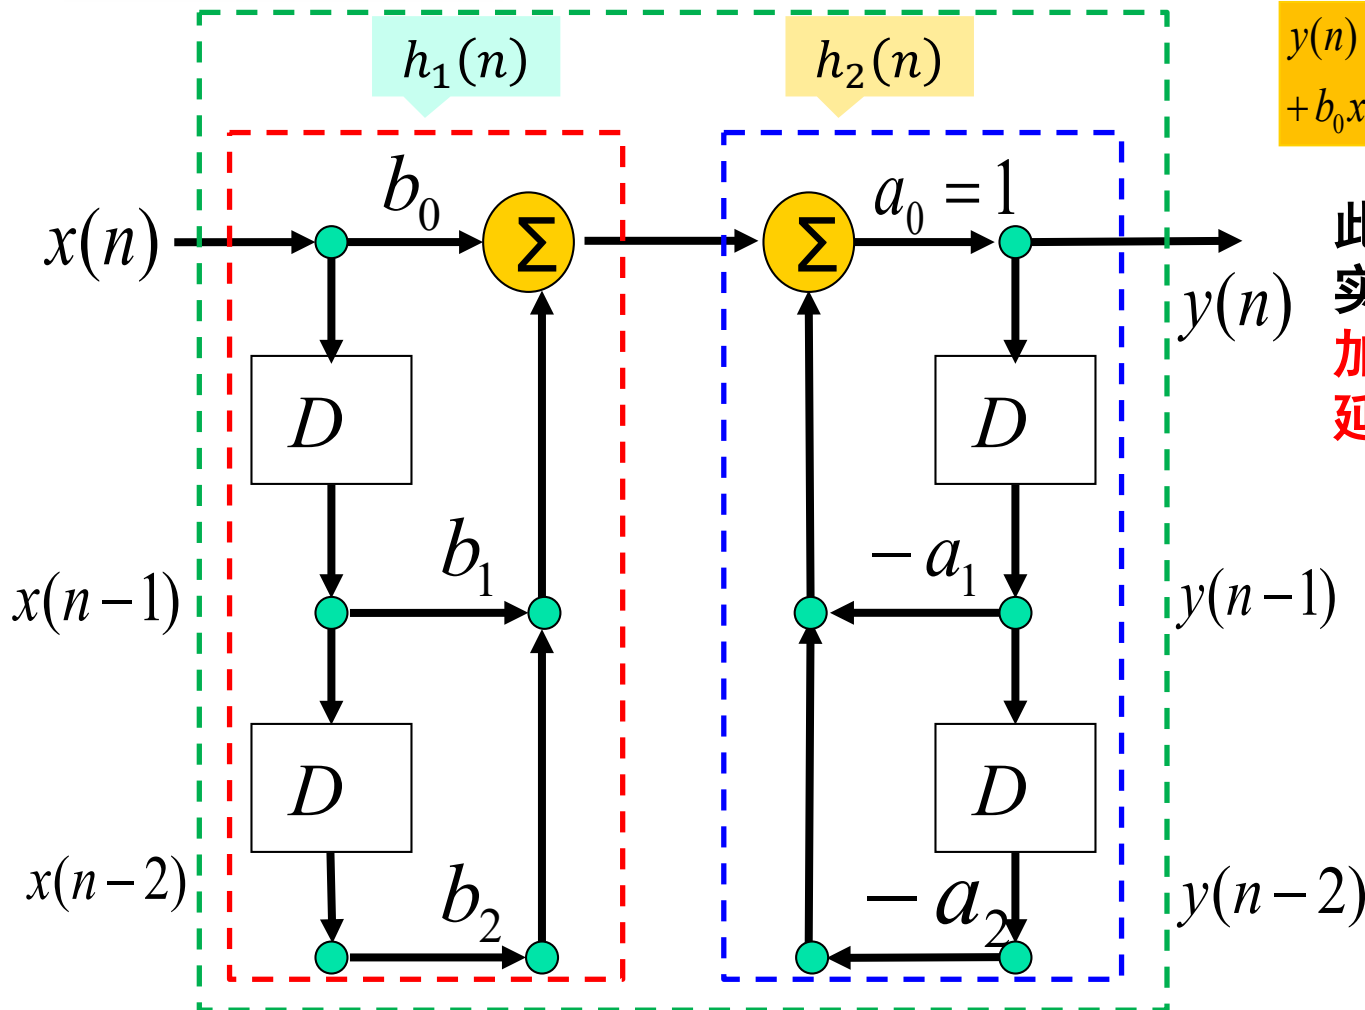 h₁(n)
h₂(n)
y(n)
+b₀x
b₀
a₀ = 1
x(n)
Σ
Σ
y(n)
此
实
加
延
D
D
b₁
−a₁
x(n−1)
y(n−1)
D
D
x(n−2)
b₂
−a₂
y(n−2)